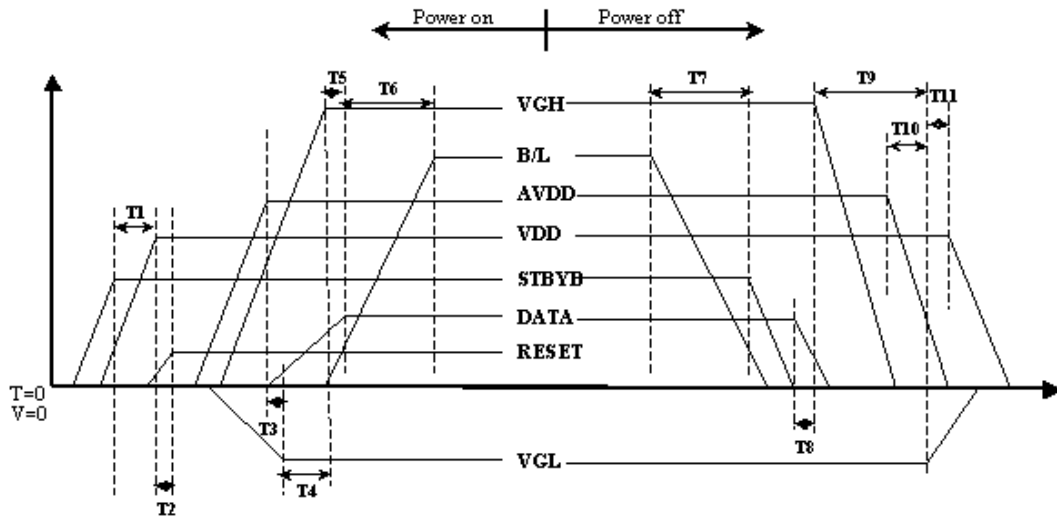 Power on Power off
T5 T6 T7 T9 T11
VGH
T10
B/L
AVDD
T1
VDD
STBYB
DATA
RESET
T=0
V=0
T3 T8
VGL
T4
T2